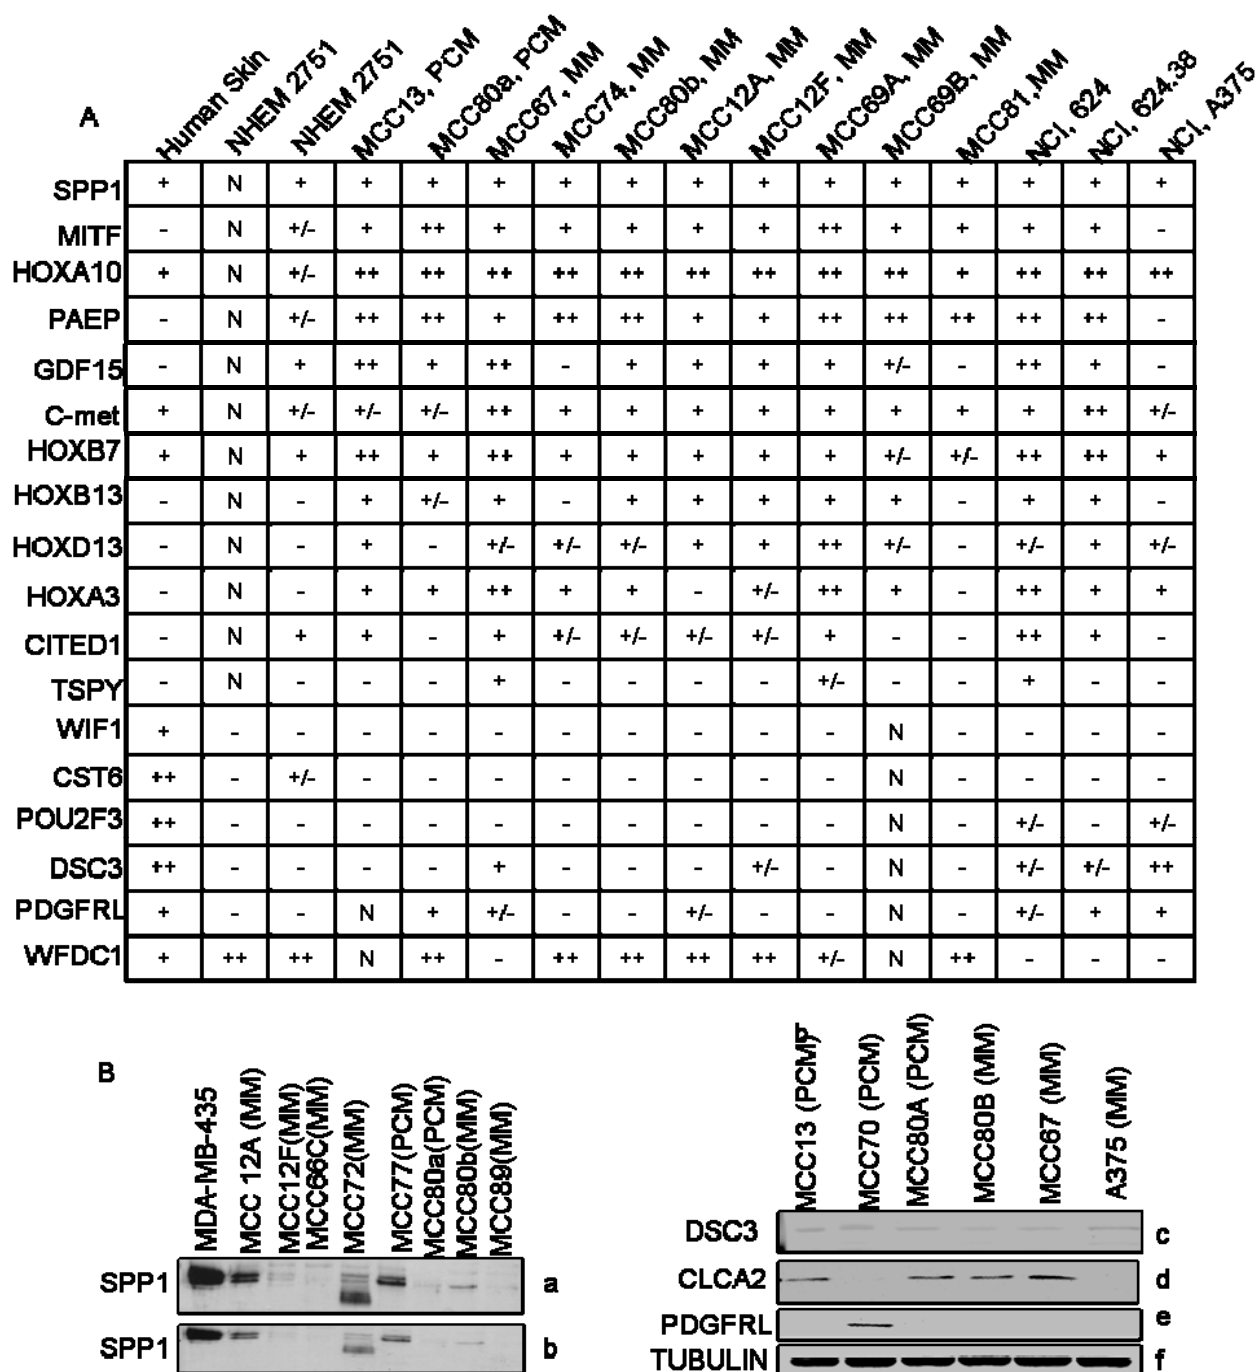 A
Human Skin
NHEM 2751
NHEM 2751
MCC13, PCM
MCC80a, PCM
MCC67, MM
MCC74, MM
MCC80b, MM
MCC12A, MM
MCC12F, MM
MCC69A, MM
MCC69B, MM
MCC81, MM
NCI, 624
NCI, 624.38
NCI, A375
SPP1 + N + + + + + + + + + + + + + +
MITF - N +/- + ++ + + + + + ++ + + + + -
HOXA10 + N +/- ++ ++ ++ ++ ++ ++ ++ ++ ++ + ++ ++ ++
PAEP - N +/- ++ ++ + ++ ++ + + ++ ++ ++ ++ ++ -
GDF15 - N + ++ + ++ - + + + + +/- - ++ + -
C-met + N +/- +/- +/- ++ + + + + + + + + ++ +/-
HOXB7 + N + ++ + ++ + + + + + +/- +/- ++ ++ +
HOXB13 - N - + +/- + - + + + + + - + + -
HOXD13 - N - + - +/- +/- +/- + + ++ +/- - +/- + +/-
HOXA3 - N - + + ++ + + - +/- ++ + - ++ + +
CITED1 - N + + - + +/- +/- +/- +/- + - - ++ + -
TSPY - N - - - + - - - - +/- - - + - -
WIF1 + - - - - - - - - - - N - - - -
CST6 ++ - +/- - - - - - - - - N - - - -
POU2F3 ++ - - - - - - - - - - N - +/- - +/-
DSC3 ++ - - - - + - - - +/- - N - +/- +/- ++
PDGFRL + - - N + +/- - - +/- - - N - +/- + +
WFDC1 + ++ ++ N ++ - ++ ++ ++ ++ +/- N ++ - - -
B
MDA-MB-435
MCC 12A (MM)
MCC12F(MM)
MCC66C(MM)
MCC72(MM)
MCC77(PCM)
MCC80a(PCM)
MCC80b(MM)
MCC89(MM)
SPP1 a
SPP1 b
MCC13 (PCM)
MCC70 (PCM)
MCC80A (PCM)
MCC80B (MM)
MCC67 (MM)
A375 (MM)
DSC3 c
CLCA2 d
PDGFRL e
TUBULIN f